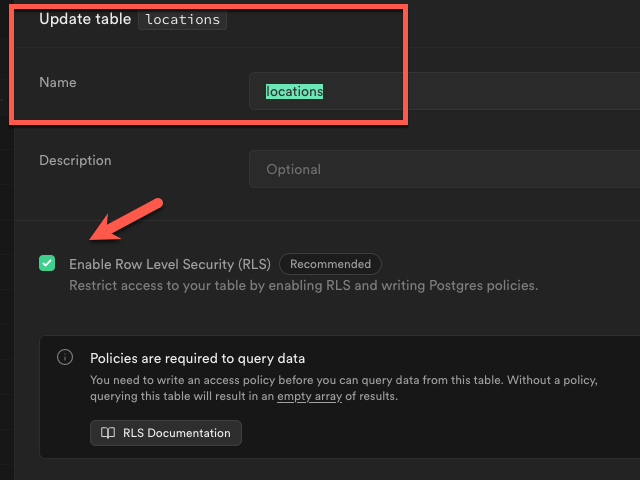 Update table locations
Name
locations
Description
Optional
Enable Row Level Security (RLS) Recommended
Restrict access to your table by enabling RLS and writing Postgres policies.
Policies are required to query data
You need to write an access policy before you can query data from this table. Without a policy,
querying this table will result in an empty array of results.
RLS Documentation